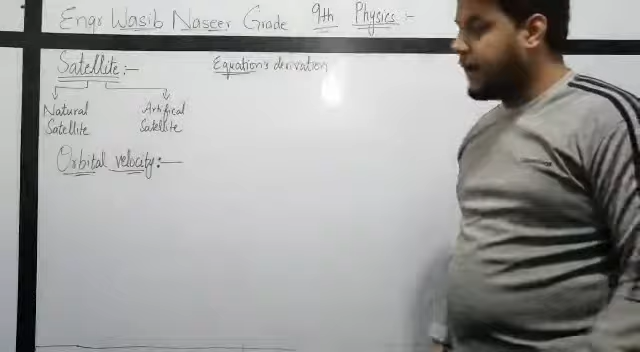 Engr Wasib Naseer Grade 9th Physics :-
Satellite :-
Natural Satellite
Artifical Satellite
Equations derivation
Orbital velocity :-